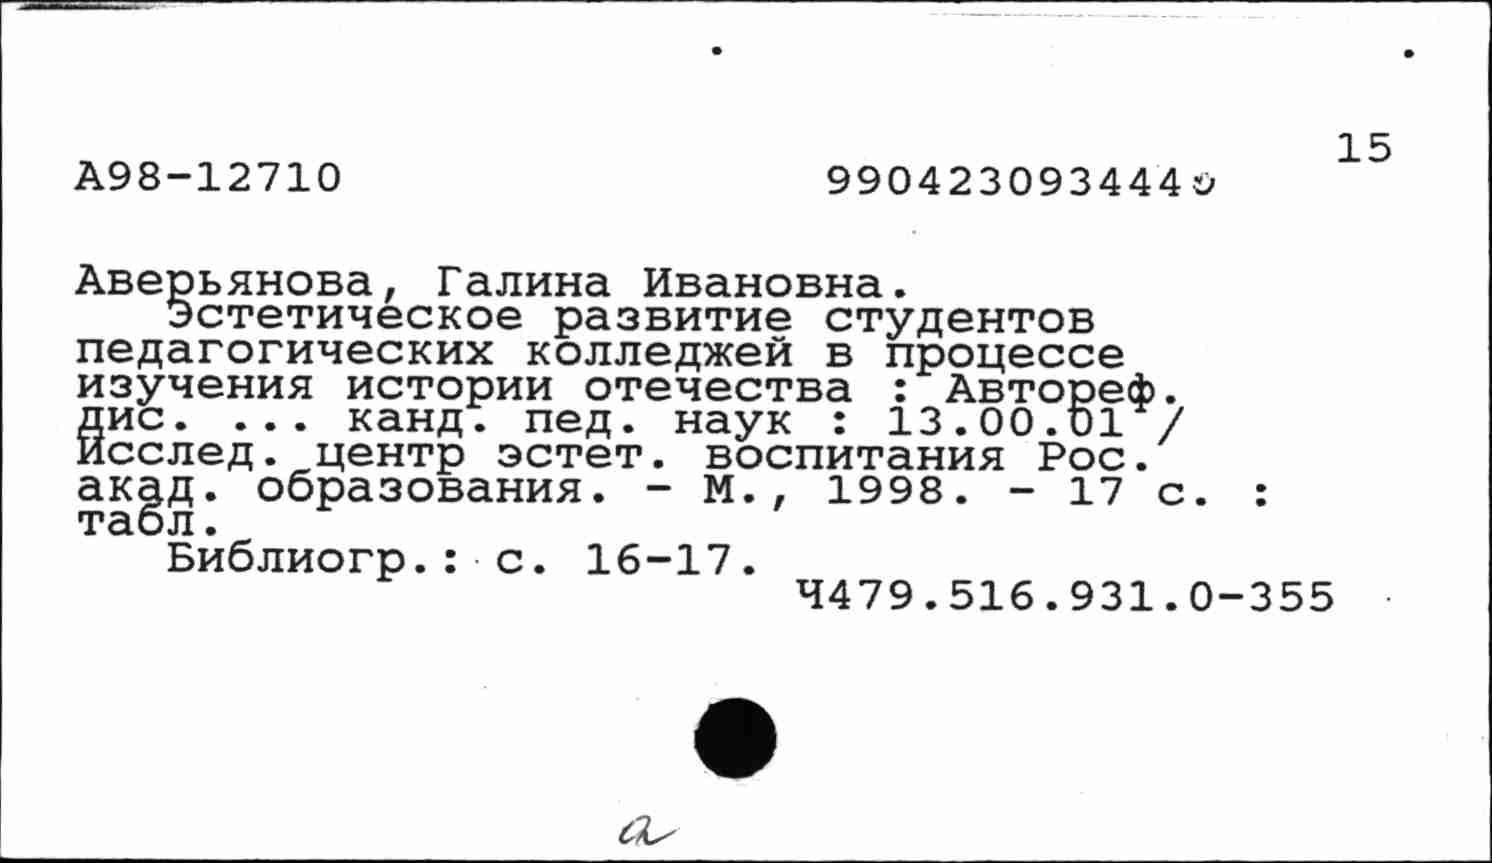 15
А98-12710 990423093444
Аверьянова, Галина Ивановна.
Эстетическое развитие студентов
педагогических колледжей в процессе
изучения истории отечества : Автореф.
дис. ... канд. пед. наук : 13.00.01 /
Исслед. центр эстет. воспитания Рос.
акад. образования. - М., 1998. - 17 с. :
табл.
Библиогр.: с. 16-17.
Ч479.516.931.0-355
а